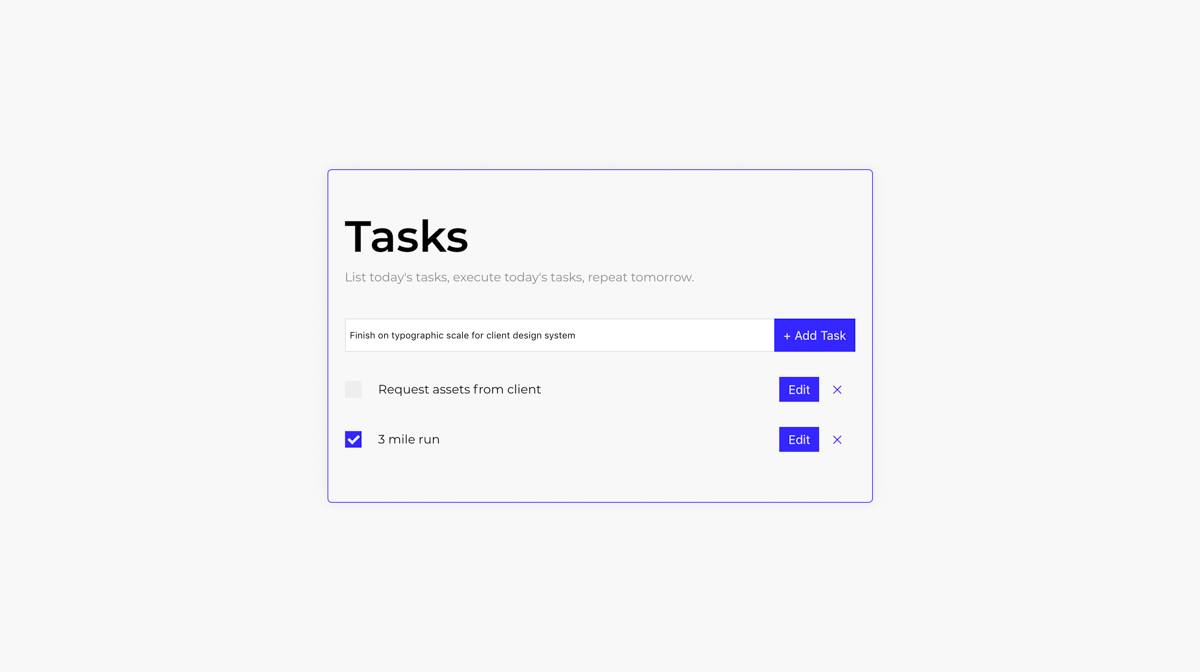 Tasks
List today's tasks, execute today's tasks, repeat tomorrow.
Finish on typographic scale for client design system
+ Add Task
Request assets from client
Edit
3 mile run
Edit